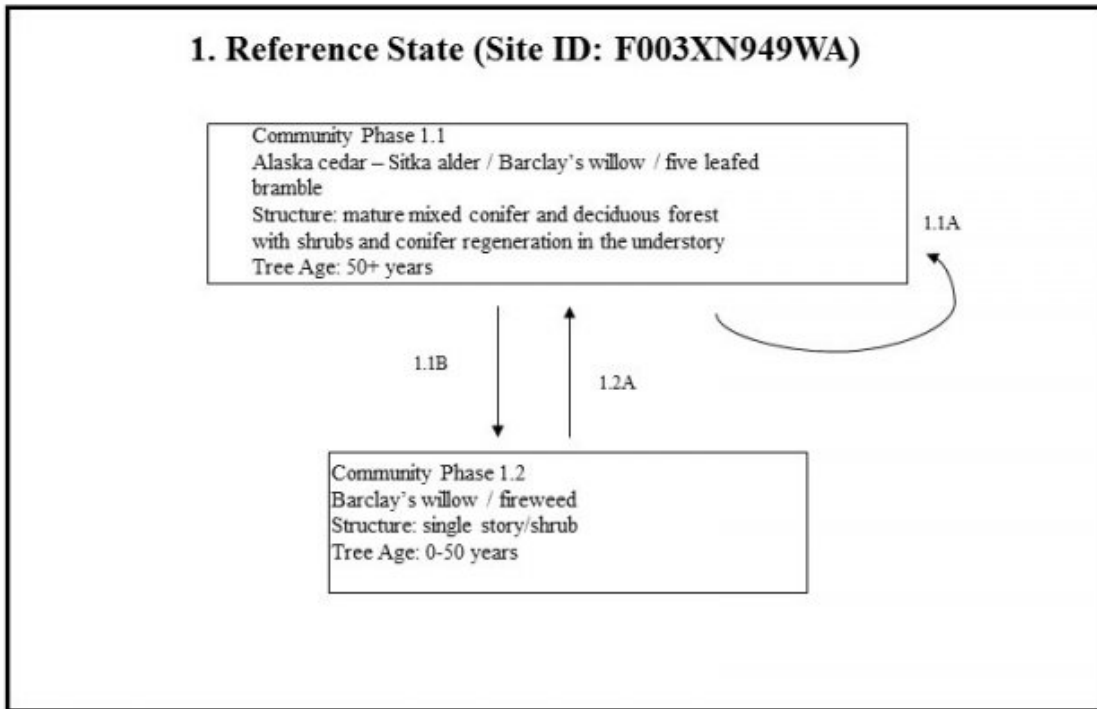 1. Reference State (Site ID: F003XN949WA)
Community Phase 1.1
Alaska cedar – Sitka alder / Barclay's willow / five leafed
bramble
Structure: mature mixed conifer and deciduous forest
with shrubs and conifer regeneration in the understory
Tree Age: 50+ years
1.1A
1.1B
1.2A
Community Phase 1.2
Barclay's willow / fireweed
Structure: single story/shrub
Tree Age: 0-50 years